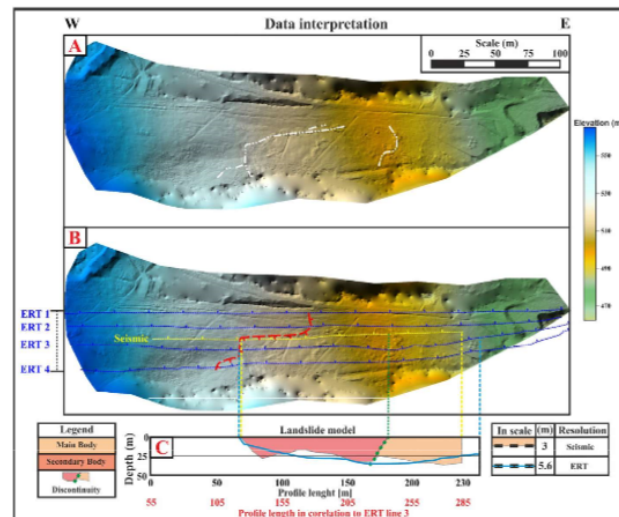 W Data interpretation E
A
Scale (m)
0 25 50 75 100
Elevation (m
550
530
510
490
470
B
ERT 1
ERT 2
Seismic
ERT 3
ERT 4
Legend
Main Body
Secondary Body
Discontinuity
Landslide model
C
Depth (m)
0
25
50
0 50 100 150 200 230
Profile lenght [m]
55 105 155 205 255 285
Profile length in corelation to ERT line 3
In scale (m) Resolution
3 Seismic
5.6 ERT